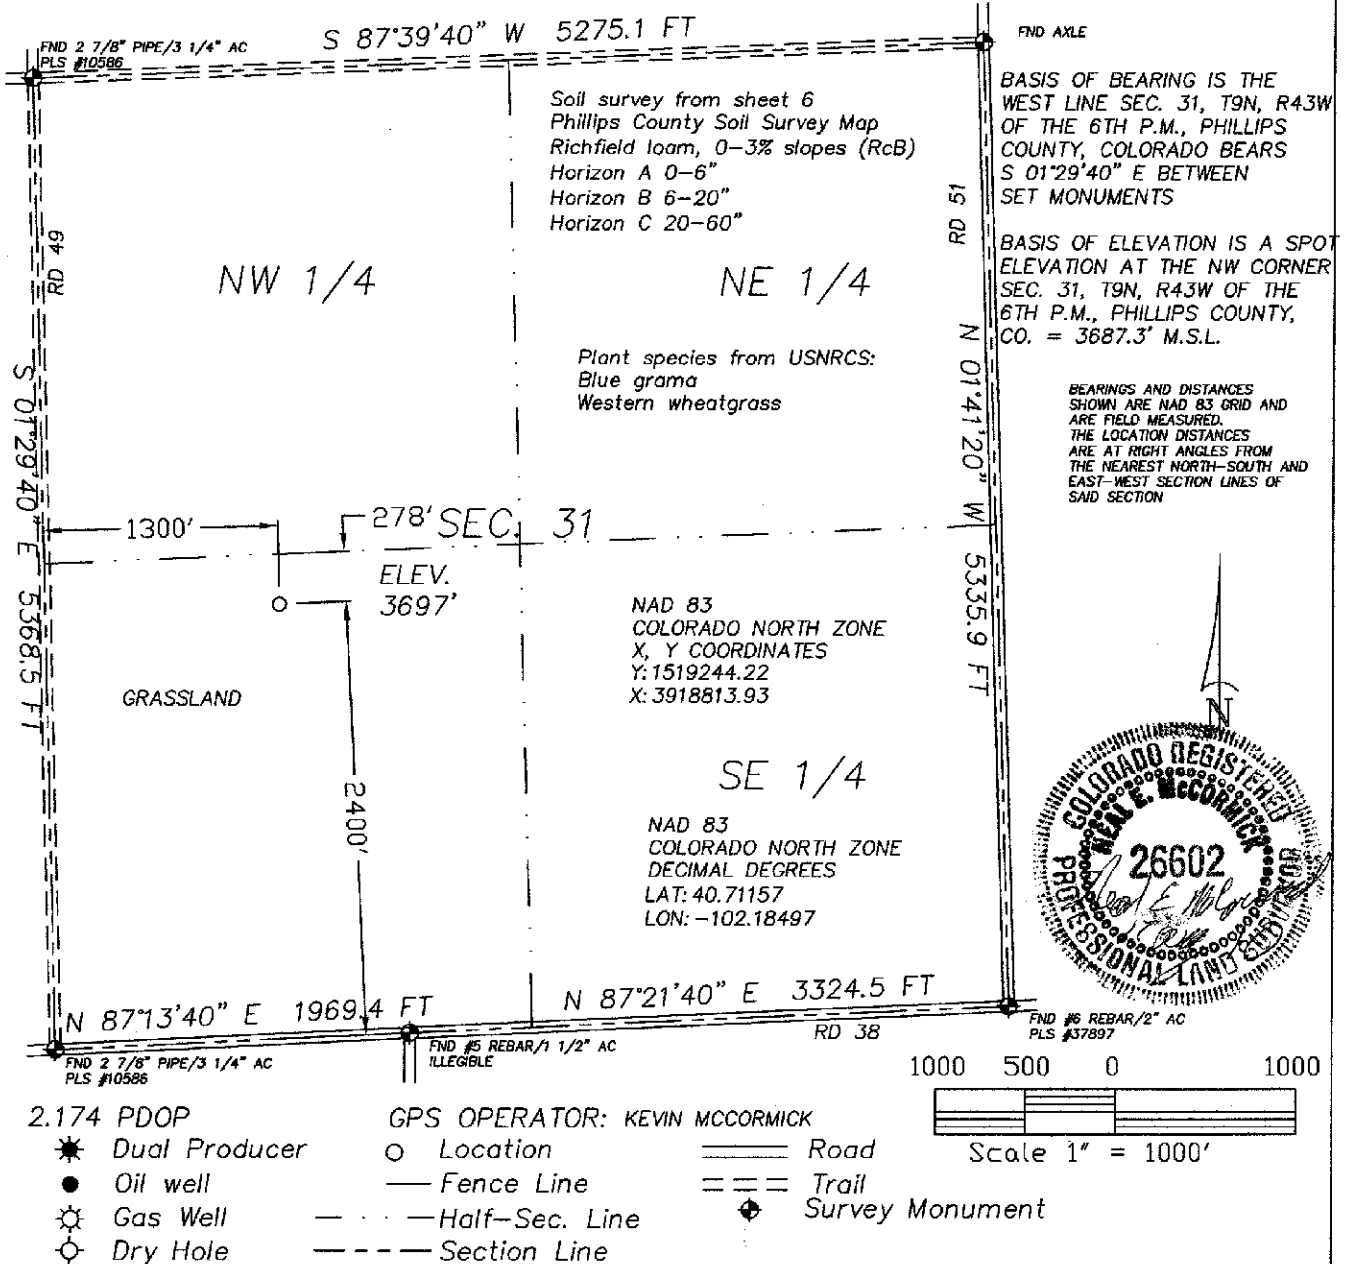 S 87°39'40" W 5275.1 FT
FND 2 7/8" PIPE/3 1/4" AC
PLS #10586
FND AXLE
Soil survey from sheet 6
Phillips County Soil Survey Map
Richfield loam, 0-3% slopes (RcB)
Horizon A 0-6"
Horizon B 6-20"
Horizon C 20-60"
BASIS OF BEARING IS THE
WEST LINE SEC. 31, T9N, R43W
OF THE 6TH P.M., PHILLIPS
COUNTY, COLORADO BEARS
S 01°29'40" E BETWEEN
SET MONUMENTS
RD 49
RD 51
NW 1/4
NE 1/4
BASIS OF ELEVATION IS A SPOT
ELEVATION AT THE NW CORNER
SEC. 31, T9N, R43W OF THE
6TH P.M., PHILLIPS COUNTY,
CO. = 3687.3' M.S.L.
Plant species from USNRCS:
Blue grama
Western wheatgrass
S 01°29'40" E 5368.5 FT
N 01°41'20" W 5335.9 FT
BEARINGS AND DISTANCES
SHOWN ARE NAD 83 GRID AND
ARE FIELD MEASURED.
THE LOCATION DISTANCES
ARE AT RIGHT ANGLES FROM
THE NEAREST NORTH-SOUTH AND
EAST-WEST SECTION LINES OF
SAID SECTION
1300'
278'
SEC. 31
ELEV.
3697'
NAD 83
COLORADO NORTH ZONE
X, Y COORDINATES
Y: 1519244.22
X: 3918813.93
GRASSLAND
N
2400'
SE 1/4
NAD 83
COLORADO NORTH ZONE
DECIMAL DEGREES
LAT: 40.71157
LON: -102.18497
COLORADO REGISTERED
NEAL E. McCORMICK
26602
PROFESSIONAL LAND SURVEYOR
N 87°13'40" E 1969.4 FT
N 87°21'40" E 3324.5 FT
RD 38
FND 2 7/8" PIPE/3 1/4" AC
PLS #10586
FND #5 REBAR/1 1/2" AC
ILLEGIBLE
FND #6 REBAR/2" AC
PLS #37897
1000 500 0 1000
Scale 1" = 1000'
2.174 PDOP
GPS OPERATOR: KEVIN MCCORMICK
Dual Producer
Location
Road
Oil well
Fence Line
Trail
Gas Well
Half-Sec. Line
Survey Monument
Dry Hole
Section Line